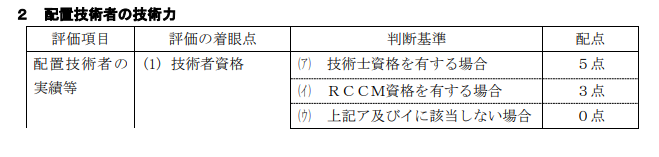 ２　配置技術者の技術力
評価項目　評価の着眼点　判断基準　配点
配置技術者の　(1) 技術者資格　㋐　技術士資格を有する場合　５点
実績等　㋑　ＲＣＣＭ資格を有する場合　３点
㋒　上記ア及びイに該当しない場合　０点